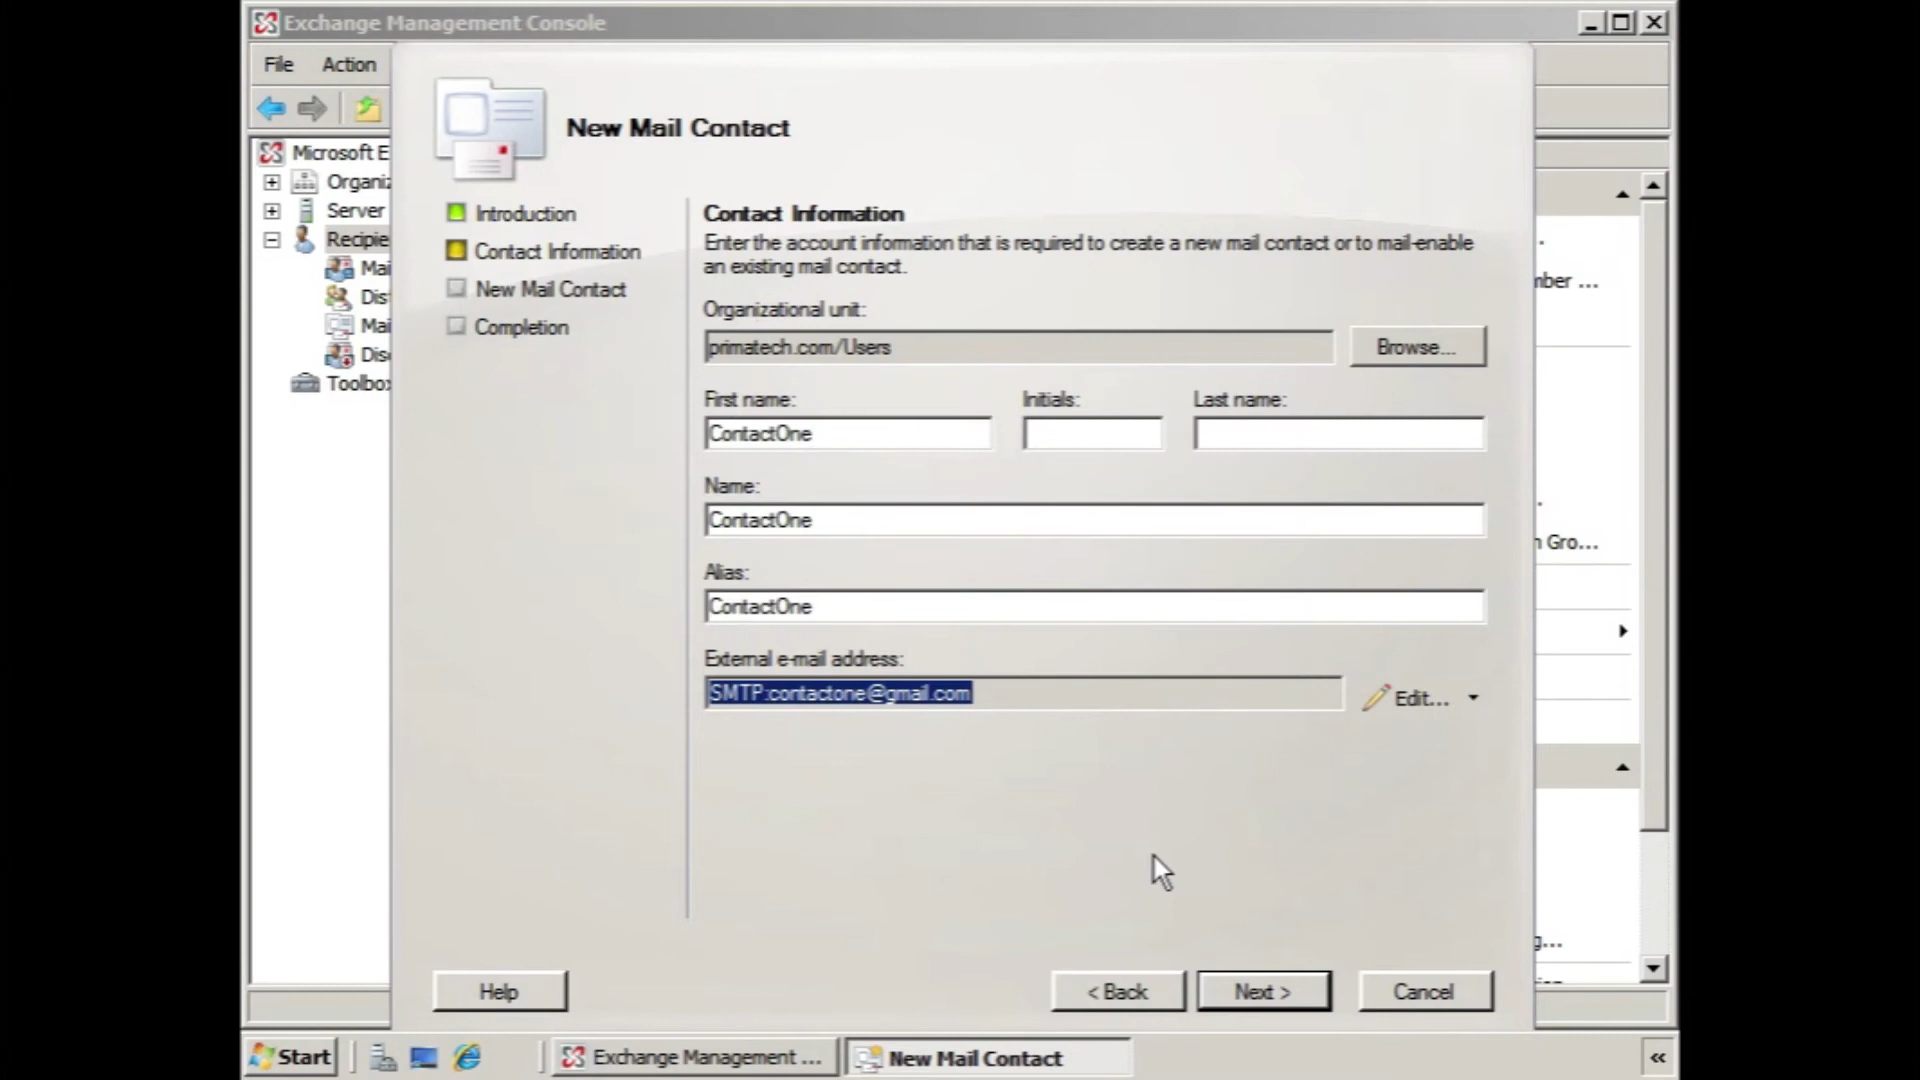 Exchange Management Console
File Action
Microsoft E
Organiz
Server
Recipie
Mai
Dis
Mai
Dis
Toolbox
New Mail Contact
Introduction
Contact Information
New Mail Contact
Completion
Contact Information
Enter the account information that is required to create a new mail contact or to mail-enable
an existing mail contact.
Organizational unit:
primatech.com/Users
Browse...
First name: Initials: Last name:
ContactOne
Name:
ContactOne
Alias:
ContactOne
External e-mail address:
SMTP:contactone@gmail.com
Edit...
Help
< Back
Next >
Cancel
nber ...
n Gro...
g...
Start
Exchange Management ...
New Mail Contact
«